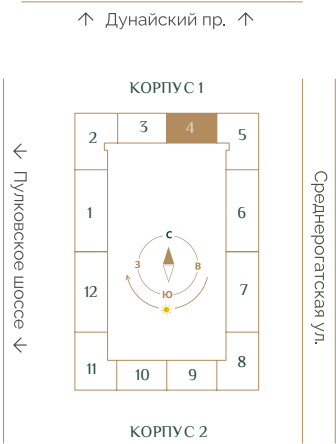 ↑ Дунайский пр. ↑
КОРПУС 1
2 3 4 5
1 6
С
З В
Ю
12 7
11 10 9 8
КОРПУС 2
← Пулковское шоссе ←
Среднерогатская ул.